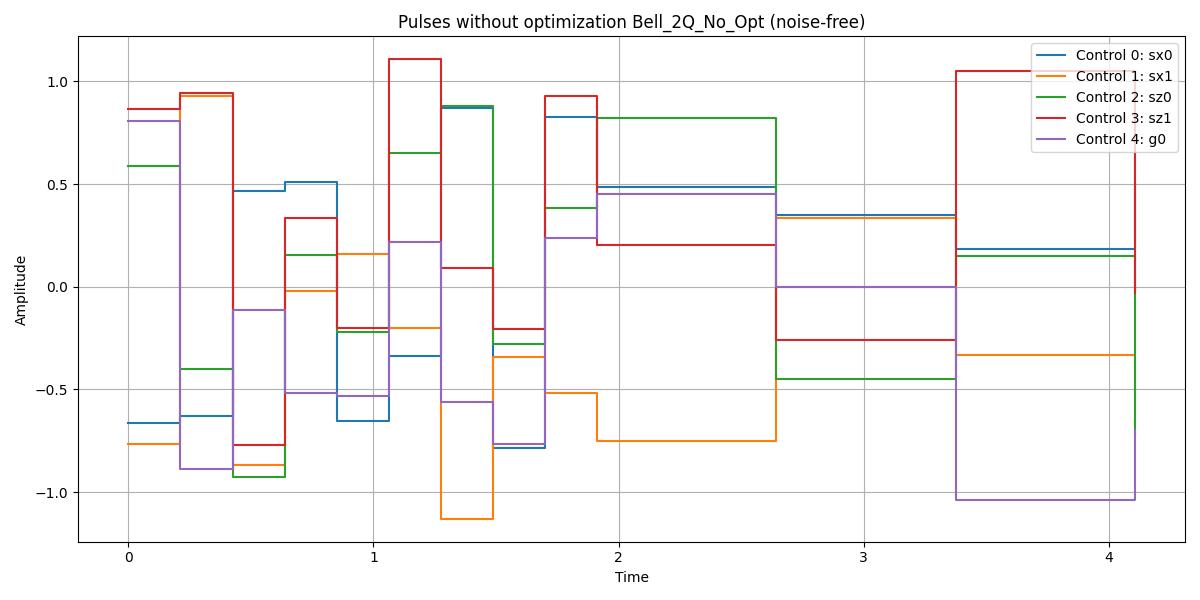 Pulses without optimization Bell_2Q_No_Opt (noise-free)
Control 0: sx0
Control 1: sx1
Control 2: sz0
Control 3: sz1
Control 4: g0
Amplitude
1.0
0.5
0.0
−0.5
−1.0
0 1 2 3 4
Time